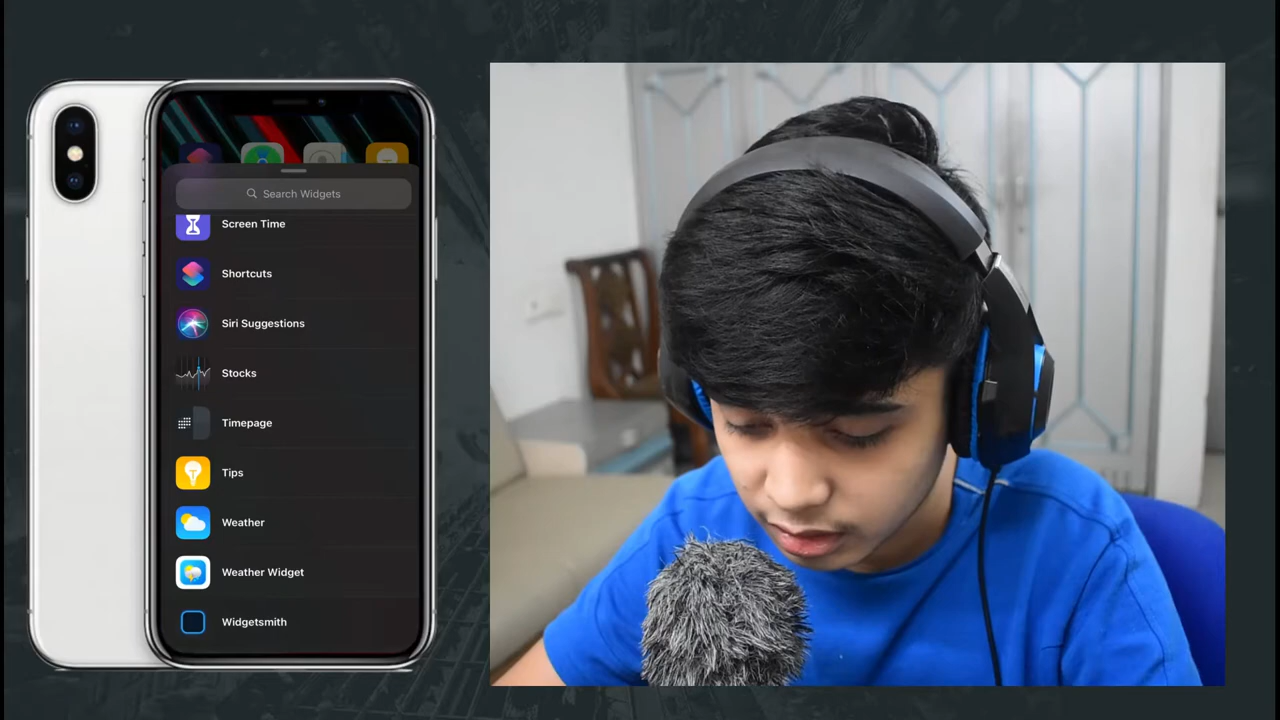 Search Widgets
Screen Time
Shortcuts
Siri Suggestions
Stocks
Timepage
Tips
Weather
Weather Widget
Widgetsmith